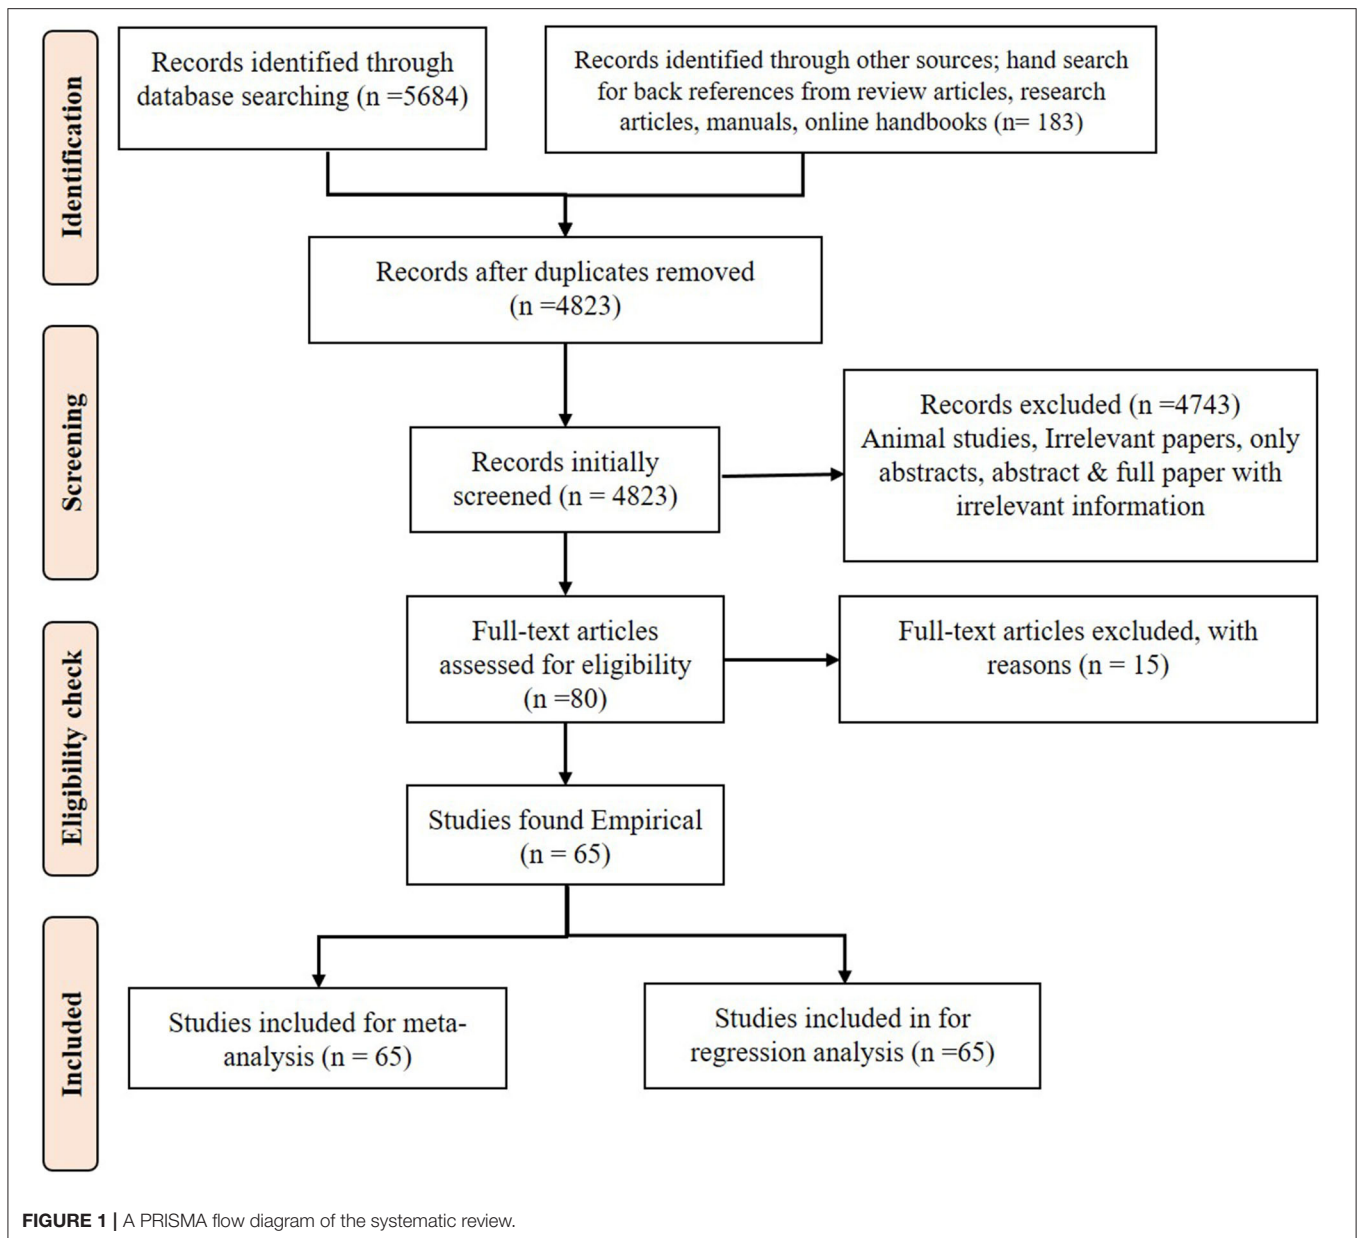 Identification
Records identified through
database searching (n =5684)
Records identified through other sources; hand search
for back references from review articles, research
articles, manuals, online handbooks (n= 183)
Records after duplicates removed
(n =4823)
Screening
Records initially
screened (n = 4823)
Records excluded (n =4743)
Animal studies, Irrelevant papers, only
abstracts, abstract & full paper with
irrelevant information
Eligibility check
Full-text articles
assessed for eligibility
(n =80)
Full-text articles excluded, with
reasons (n = 15)
Studies found Empirical
(n = 65)
Included
Studies included for meta-
analysis (n = 65)
Studies included in for
regression analysis (n =65)
FIGURE 1 | A PRISMA flow diagram of the systematic review.